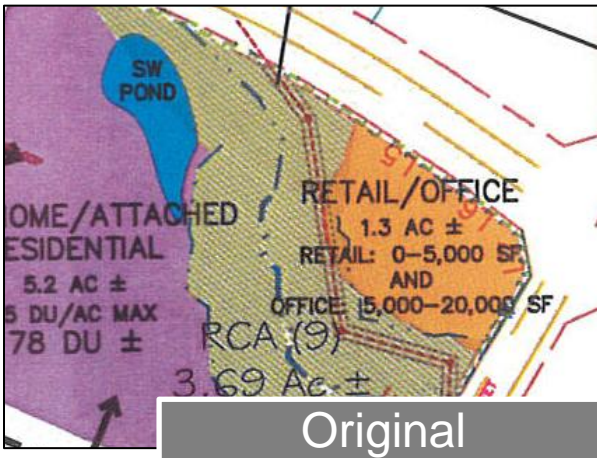 SW
POND
RETAIL/OFFICE
1.3 AC ±
RETAIL: 0-5,000 SF
AND
OFFICE: 15,000-20,000 SF
OME/ATTACHED
ESIDENTIAL
5.2 AC ±
5 DU/AC MAX
78 DU ±
RCA (9)
3.69 Ac ±
Original